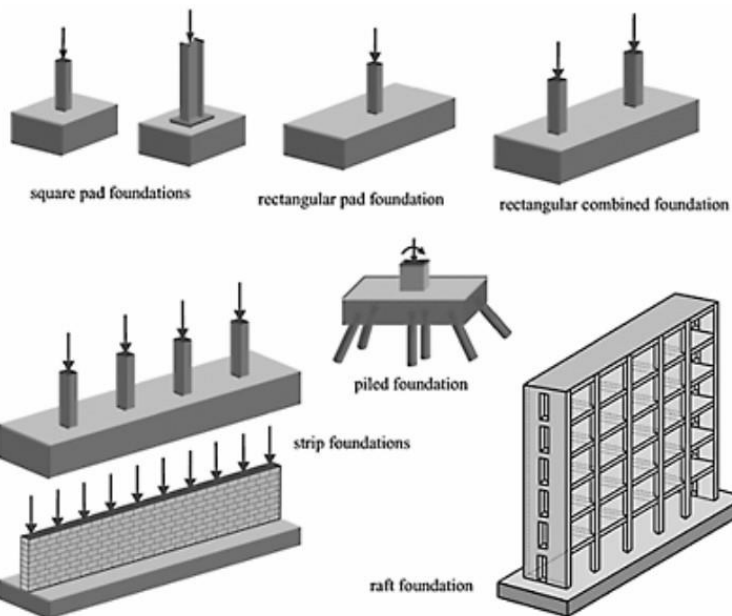 square pad foundations
rectangular pad foundation
rectangular combined foundation
piled foundation
strip foundations
raft foundation